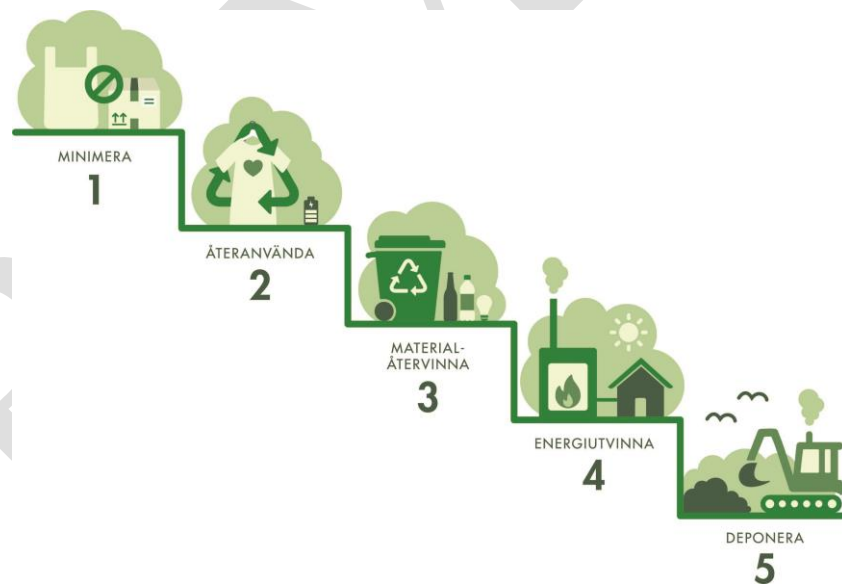 MINIMERA
1
ÅTERANVÄNDA
2
MATERIAL-
ÅTERVINNA
3
ENERGIUTVINNA
4
DEPONERA
5